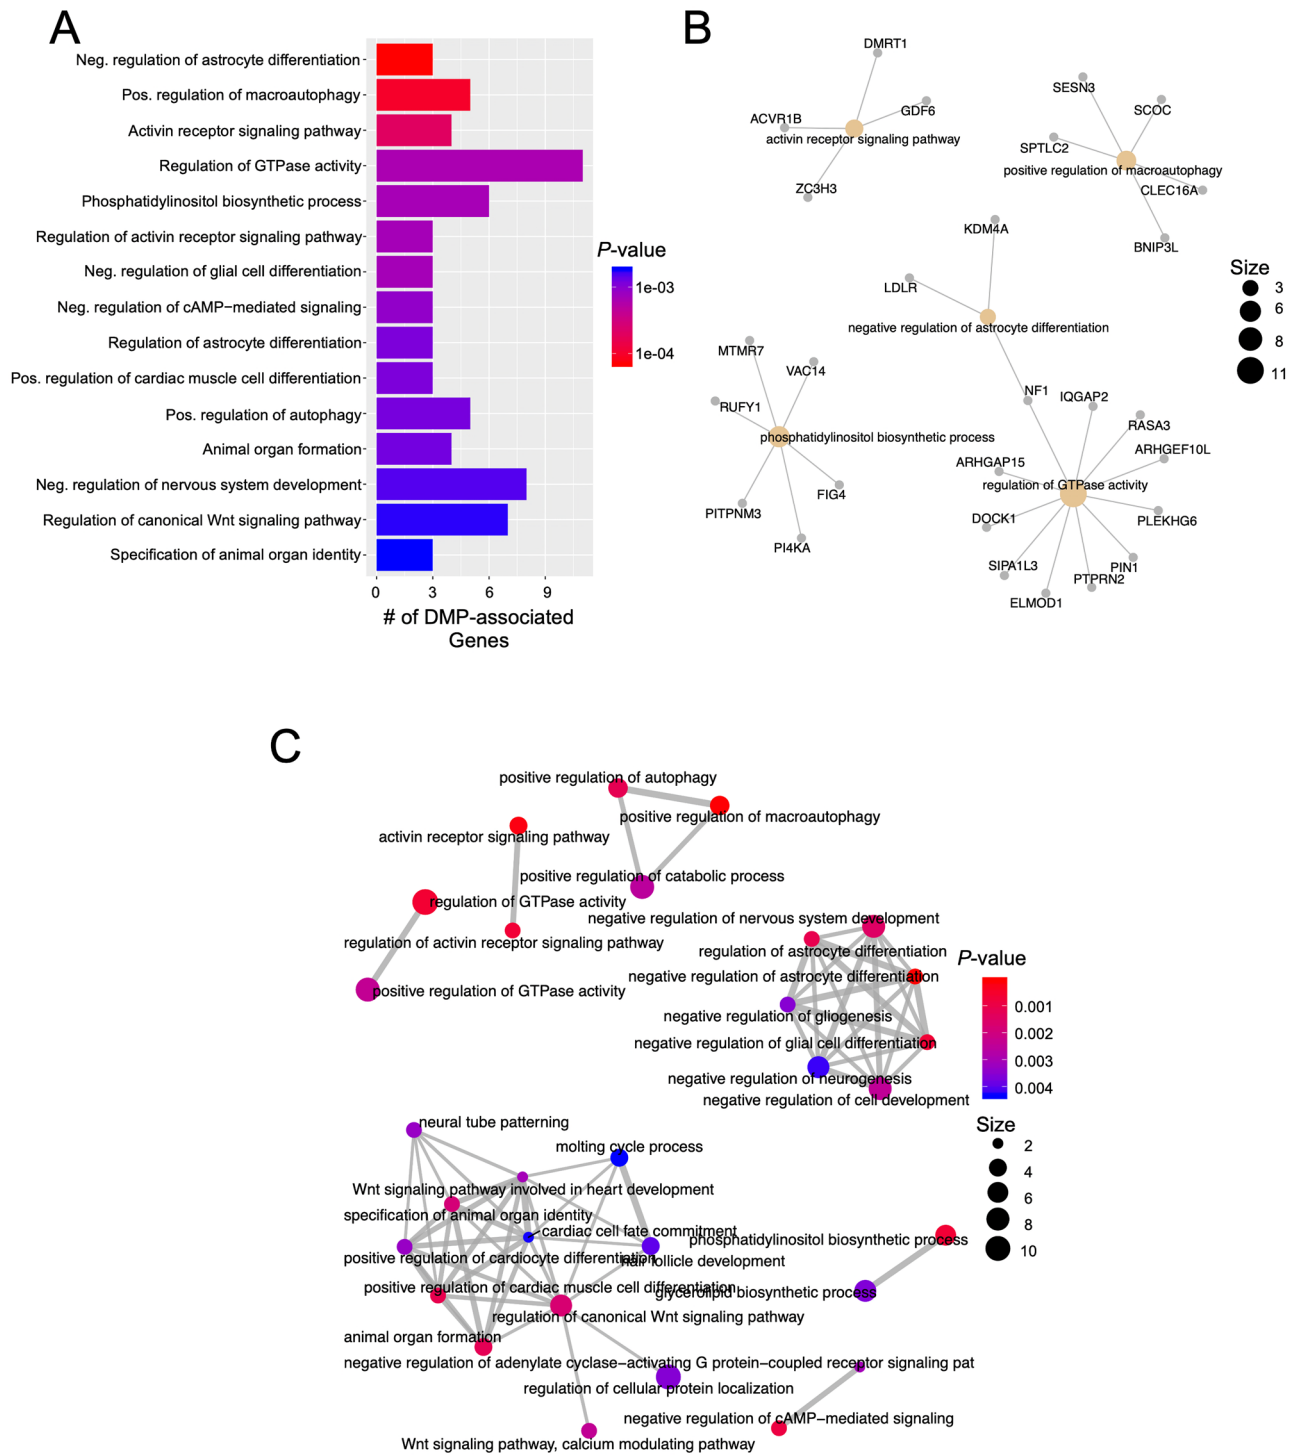 A
Neg. regulation of astrocyte differentiation
Pos. regulation of macroautophagy
Activin receptor signaling pathway
Regulation of GTPase activity
Phosphatidylinositol biosynthetic process
Regulation of activin receptor signaling pathway
Neg. regulation of glial cell differentiation
Neg. regulation of cAMP−mediated signaling
Regulation of astrocyte differentiation
Pos. regulation of cardiac muscle cell differentiation
Pos. regulation of autophagy
Animal organ formation
Neg. regulation of nervous system development
Regulation of canonical Wnt signaling pathway
Specification of animal organ identity
0 3 6 9
# of DMP-associated
Genes
P-value
1e-03
1e-04
B
DMRT1
GDF6
ACVR1B
activin receptor signaling pathway
ZC3H3
SESN3
SCOC
SPTLC2
positive regulation of macroautophagy
CLEC16A
BNIP3L
KDM4A
LDLR
negative regulation of astrocyte differentiation
MTMR7
VAC14
RUFY1
phosphatidylinositol biosynthetic process
FIG4
PITPNM3
PI4KA
NF1
IQGAP2
RASA3
ARHGEF10L
ARHGAP15
regulation of GTPase activity
DOCK1
PLEKHG6
SIPA1L3
PIN1
PTPRN2
ELMOD1
Size
3
6
8
11
C
positive regulation of autophagy
positive regulation of macroautophagy
activin receptor signaling pathway
positive regulation of catabolic process
regulation of GTPase activity
negative regulation of nervous system development
regulation of activin receptor signaling pathway
regulation of astrocyte differentiation
negative regulation of astrocyte differentiation
positive regulation of GTPase activity
negative regulation of gliogenesis
negative regulation of glial cell differentiation
negative regulation of neurogenesis
negative regulation of cell development
P-value
0.001
0.002
0.003
0.004
Size
2
4
6
8
10
neural tube patterning
molting cycle process
Wnt signaling pathway involved in heart development
specification of animal organ identity
cardiac cell fate commitment
phosphatidylinositol biosynthetic process
positive regulation of cardiocyte differentiation
hair follicle development
positive regulation of cardiac muscle cell differentiation
glycerolipid biosynthetic process
regulation of canonical Wnt signaling pathway
animal organ formation
negative regulation of adenylate cyclase−activating G protein−coupled receptor signaling pat
regulation of cellular protein localization
negative regulation of cAMP−mediated signaling
Wnt signaling pathway, calcium modulating pathway